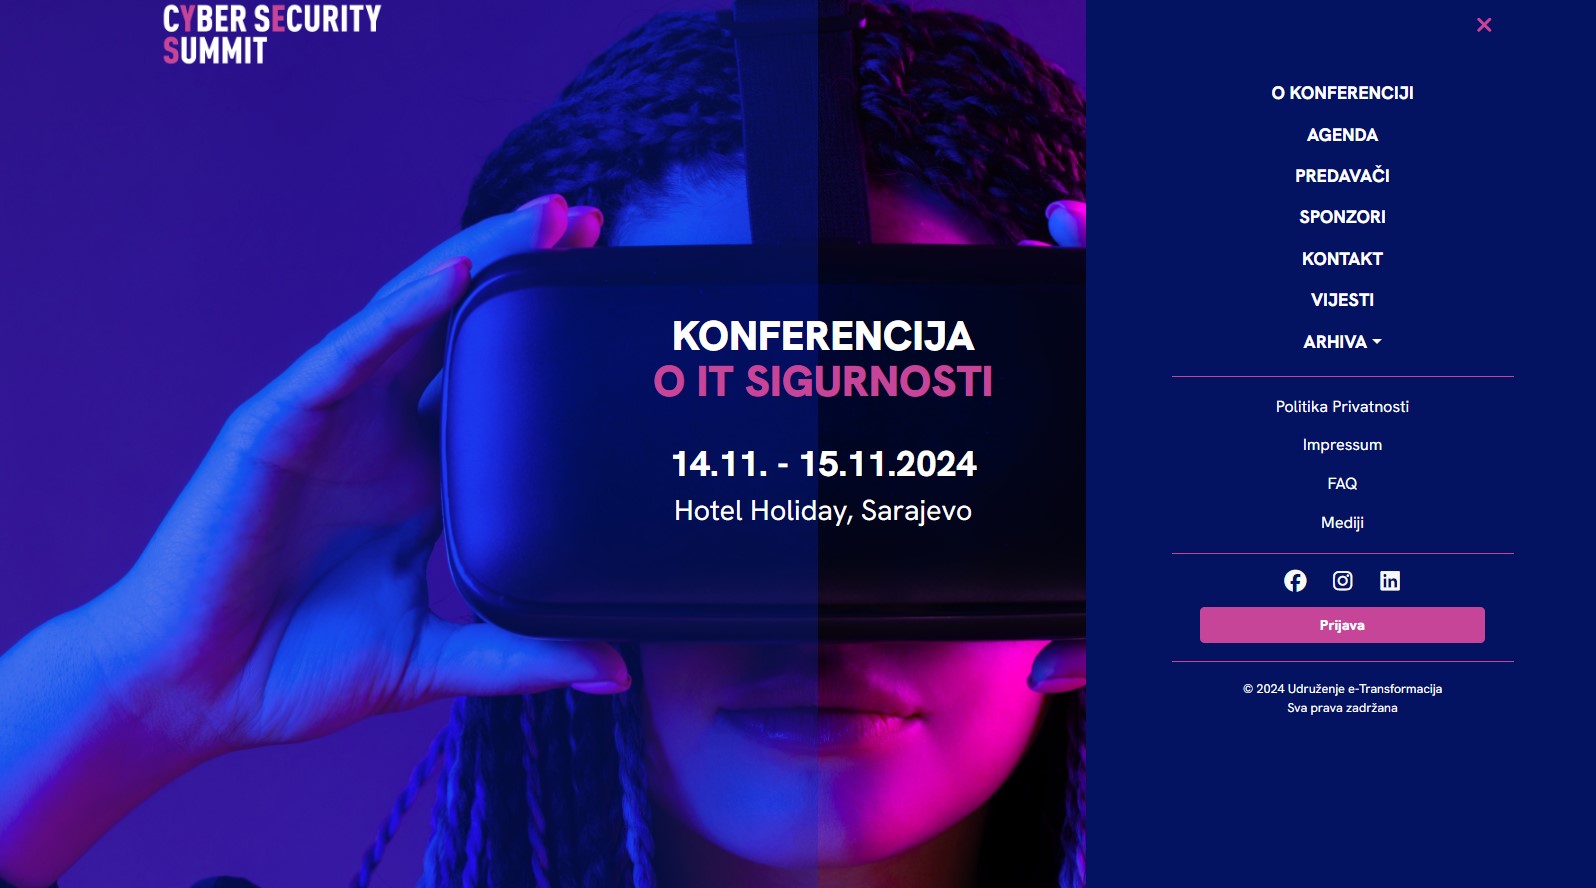 CYBER SECURITY
SUMMIT
KONFERENCIJA
O IT SIGURNOSTI
14.11. - 15.11.2024
Hotel Holiday, Sarajevo
O KONFERENCIJI
AGENDA
PREDAVAČI
SPONZORI
KONTAKT
VIJESTI
ARHIVA
Politika Privatnosti
Impressum
FAQ
Mediji
Prijava
© 2024 Udruženje e-Transformacija
Sva prava zadržana